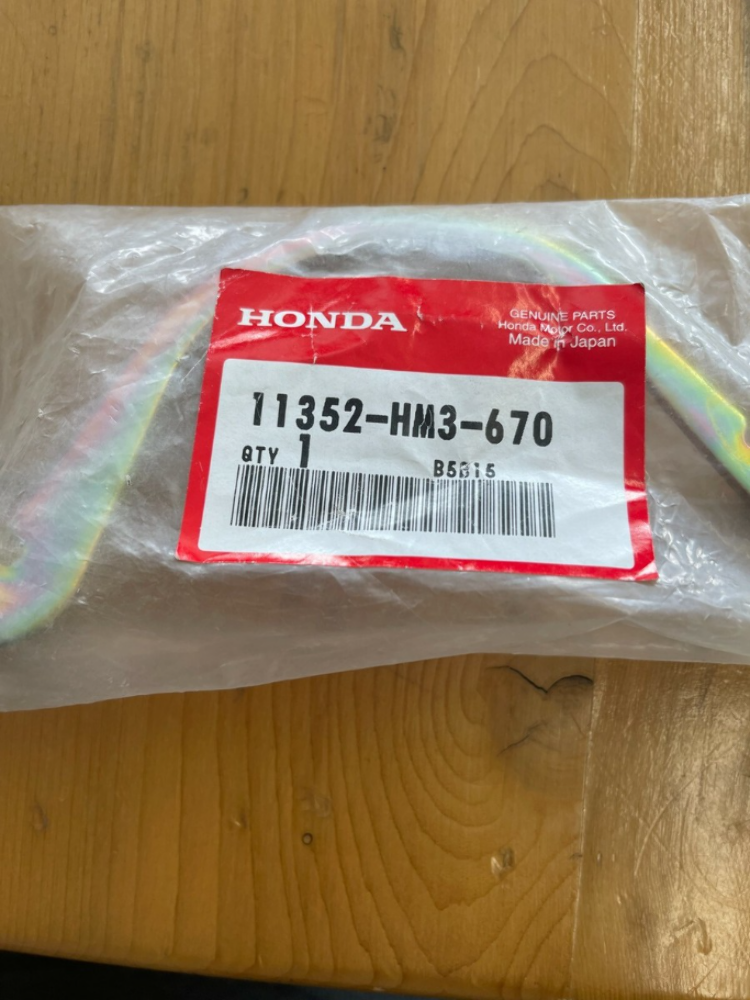 HONDA
GENUINE PARTS
Honda Motor Co., Ltd.
Made in Japan
11352-HM3-670
QTY 1
B5B15